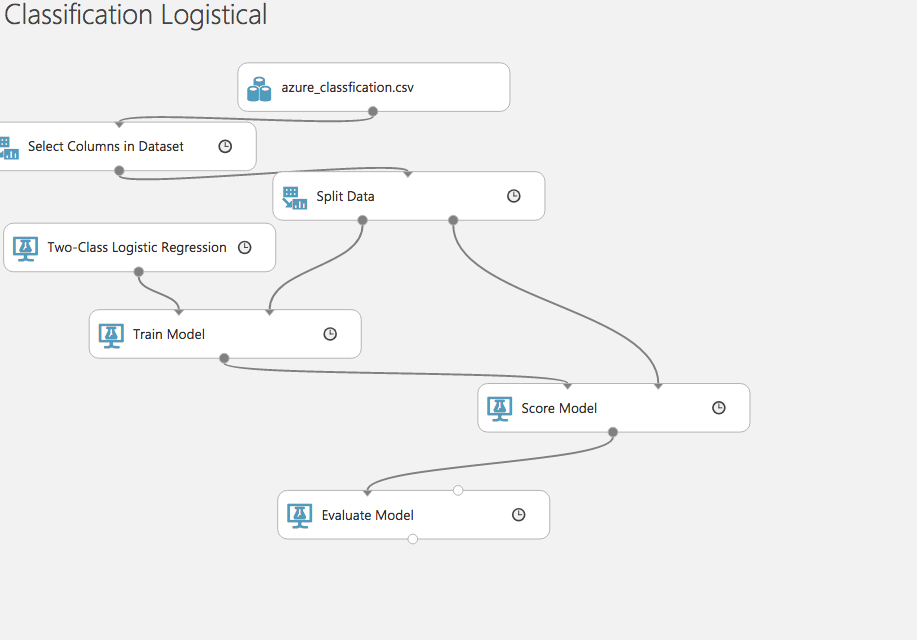 Classification Logistical
azure_classfication.csv
Select Columns in Dataset
Split Data
Two-Class Logistic Regression
Train Model
Score Model
Evaluate Model